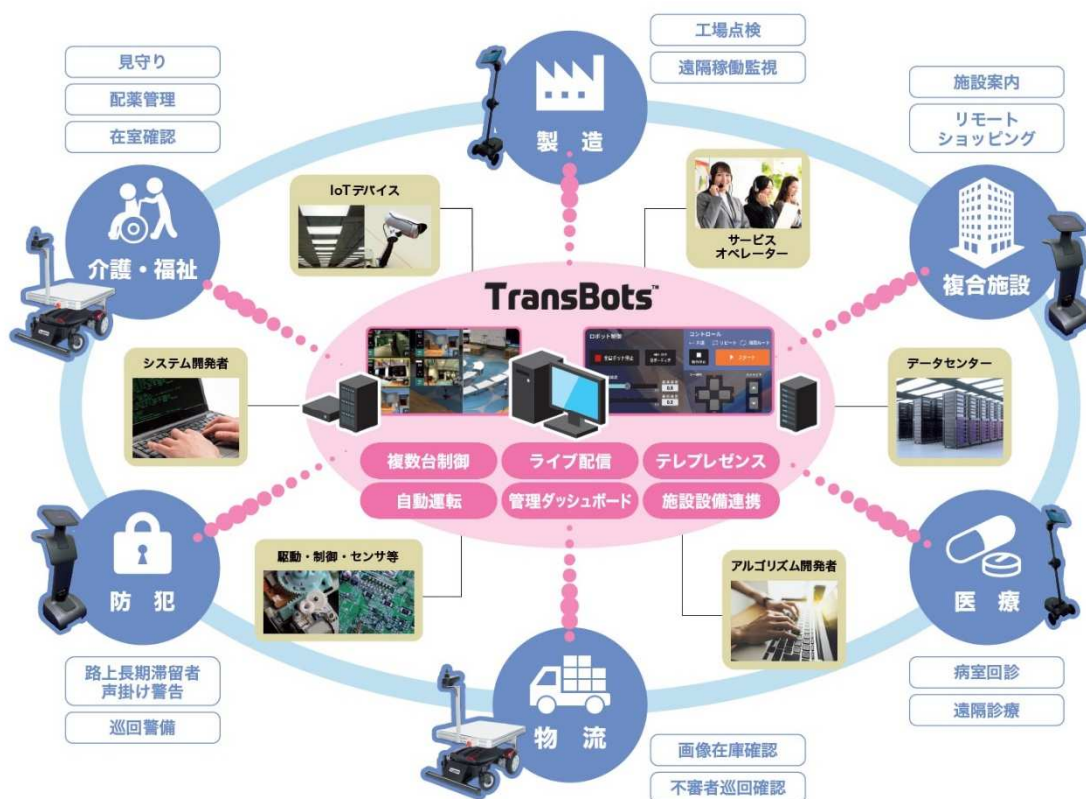 工場点検
遠隔稼働監視
製 造
見守り
配薬管理
在室確認
介護・福祉
施設案内
リモート
ショッピング
複合施設
IoTデバイス
サービス
オペレーター
TransBots™
ロボット制御
コントロール
システム開発者
データセンター
複数台制御
ライブ配信
テレプレゼンス
自動運転
管理ダッシュボード
施設設備連携
駆動・制御・センサ等
アルゴリズム開発者
防 犯
路上長期滞留者
声掛け警告
巡回警備
物 流
画像在庫確認
不審者巡回確認
医 療
病室回診
遠隔診療